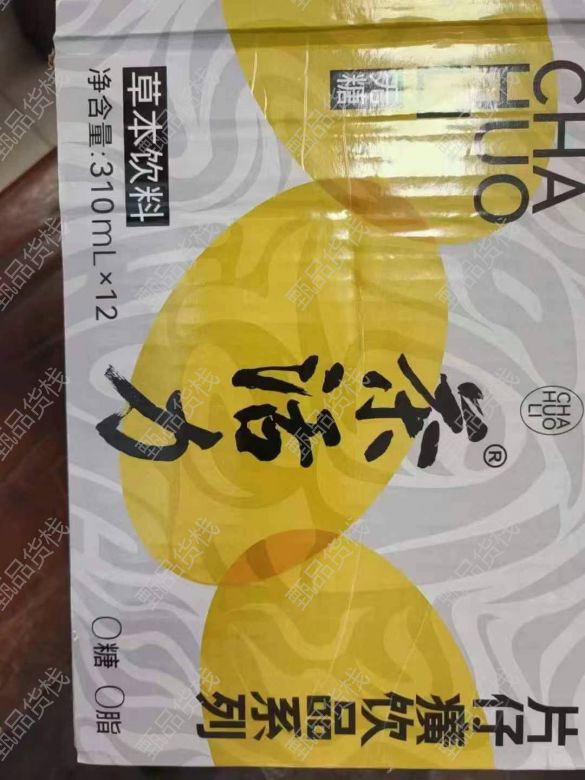 CHA
HUO
无糖
草本饮料
净含量:310mL×12
茶活力®
CHA
HUO
LI
0糖 0脂
片仔癀饮品系列
甄品货栈